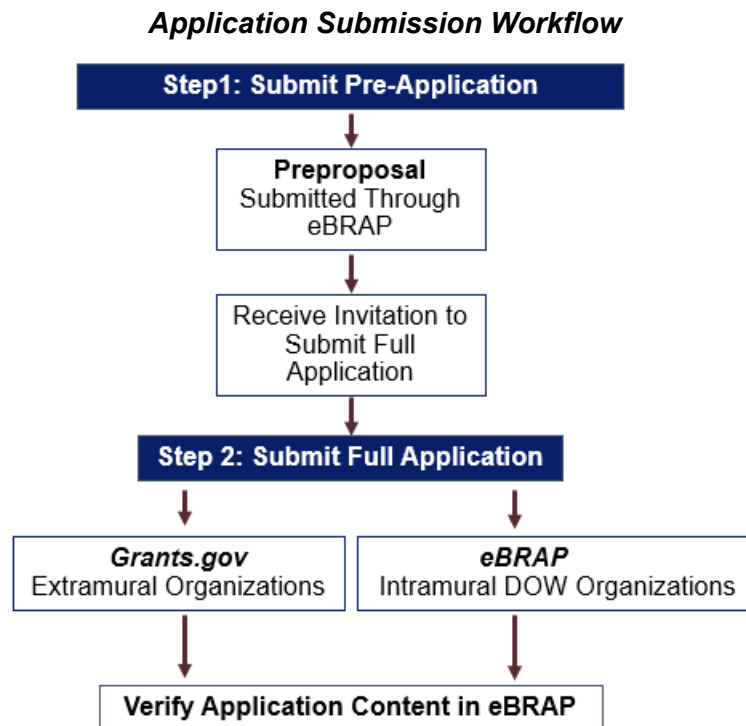 Application Submission Workflow
Step1: Submit Pre-Application
Preproposal
Submitted Through
eBRAP
Receive Invitation to
Submit Full
Application
Step 2: Submit Full Application
Grants.gov
Extramural Organizations
eBRAP
Intramural DOW Organizations
Verify Application Content in eBRAP